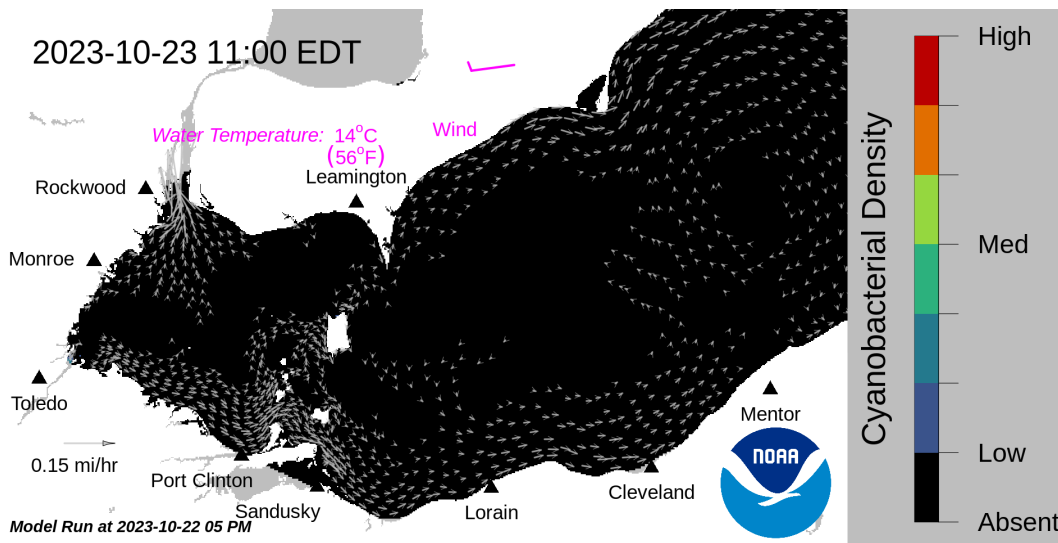 2023-10-23 11:00 EDT
Water Temperature: 14°C
(56°F)
Wind
Leamington
Rockwood
Monroe
Toledo
0.15 mi/hr
Port Clinton
Sandusky
Lorain
Cleveland
Mentor
NOAA
Model Run at 2023-10-22 05 PM
Cyanobacterial Density
High
Med
Low
Absent